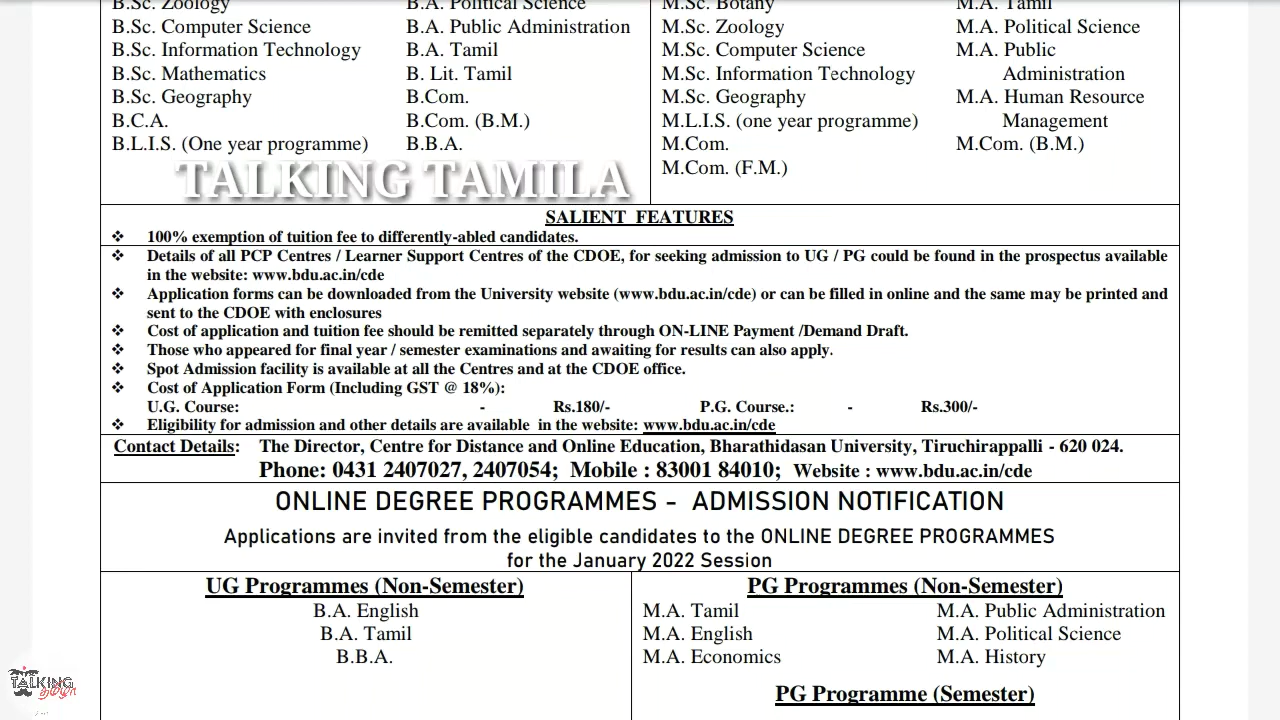 B.Sc. Zoology
B.Sc. Computer Science
B.Sc. Information Technology
B.Sc. Mathematics
B.Sc. Geography
B.C.A.
B.L.I.S. (One year programme)
B.A. Political Science
B.A. Public Administration
B.A. Tamil
B. Lit. Tamil
B.Com.
B.Com. (B.M.)
B.B.A.
M.Sc. Botany
M.Sc. Zoology
M.Sc. Computer Science
M.Sc. Information Technology
M.Sc. Geography
M.L.I.S. (one year programme)
M.Com.
M.Com. (F.M.)
M.A. Tamil
M.A. Political Science
M.A. Public
Administration
M.A. Human Resource
Management
M.Com. (B.M.)
TALKING TAMILA
SALIENT FEATURES
❖ 100% exemption of tuition fee to differently-abled candidates.
❖ Details of all PCP Centres / Learner Support Centres of the CDOE, for seeking admission to UG / PG could be found in the prospectus available
in the website: www.bdu.ac.in/cde
❖ Application forms can be downloaded from the University website (www.bdu.ac.in/cde) or can be filled in online and the same may be printed and
sent to the CDOE with enclosures
❖ Cost of application and tuition fee should be remitted separately through ON-LINE Payment /Demand Draft.
❖ Those who appeared for final year / semester examinations and awaiting for results can also apply.
❖ Spot Admission facility is available at all the Centres and at the CDOE office.
❖ Cost of Application Form (Including GST @ 18%):
U.G. Course: - Rs.180/- P.G. Course.: - Rs.300/-
❖ Eligibility for admission and other details are available in the website: www.bdu.ac.in/cde
Contact Details: The Director, Centre for Distance and Online Education, Bharathidasan University, Tiruchirappalli - 620 024.
Phone: 0431 2407027, 2407054; Mobile : 83001 84010; Website : www.bdu.ac.in/cde
ONLINE DEGREE PROGRAMMES - ADMISSION NOTIFICATION
Applications are invited from the eligible candidates to the ONLINE DEGREE PROGRAMMES
for the January 2022 Session
UG Programmes (Non-Semester)
B.A. English
B.A. Tamil
B.B.A.
PG Programmes (Non-Semester)
M.A. Tamil
M.A. English
M.A. Economics
M.A. Public Administration
M.A. Political Science
M.A. History
PG Programme (Semester)
TALKING
தமிழா